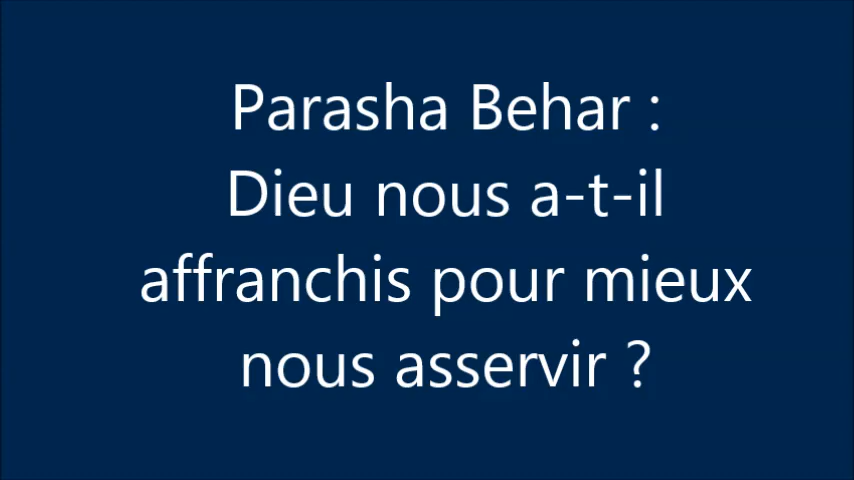 Parasha Behar :
Dieu nous a-t-il
affranchis pour mieux
nous asservir ?